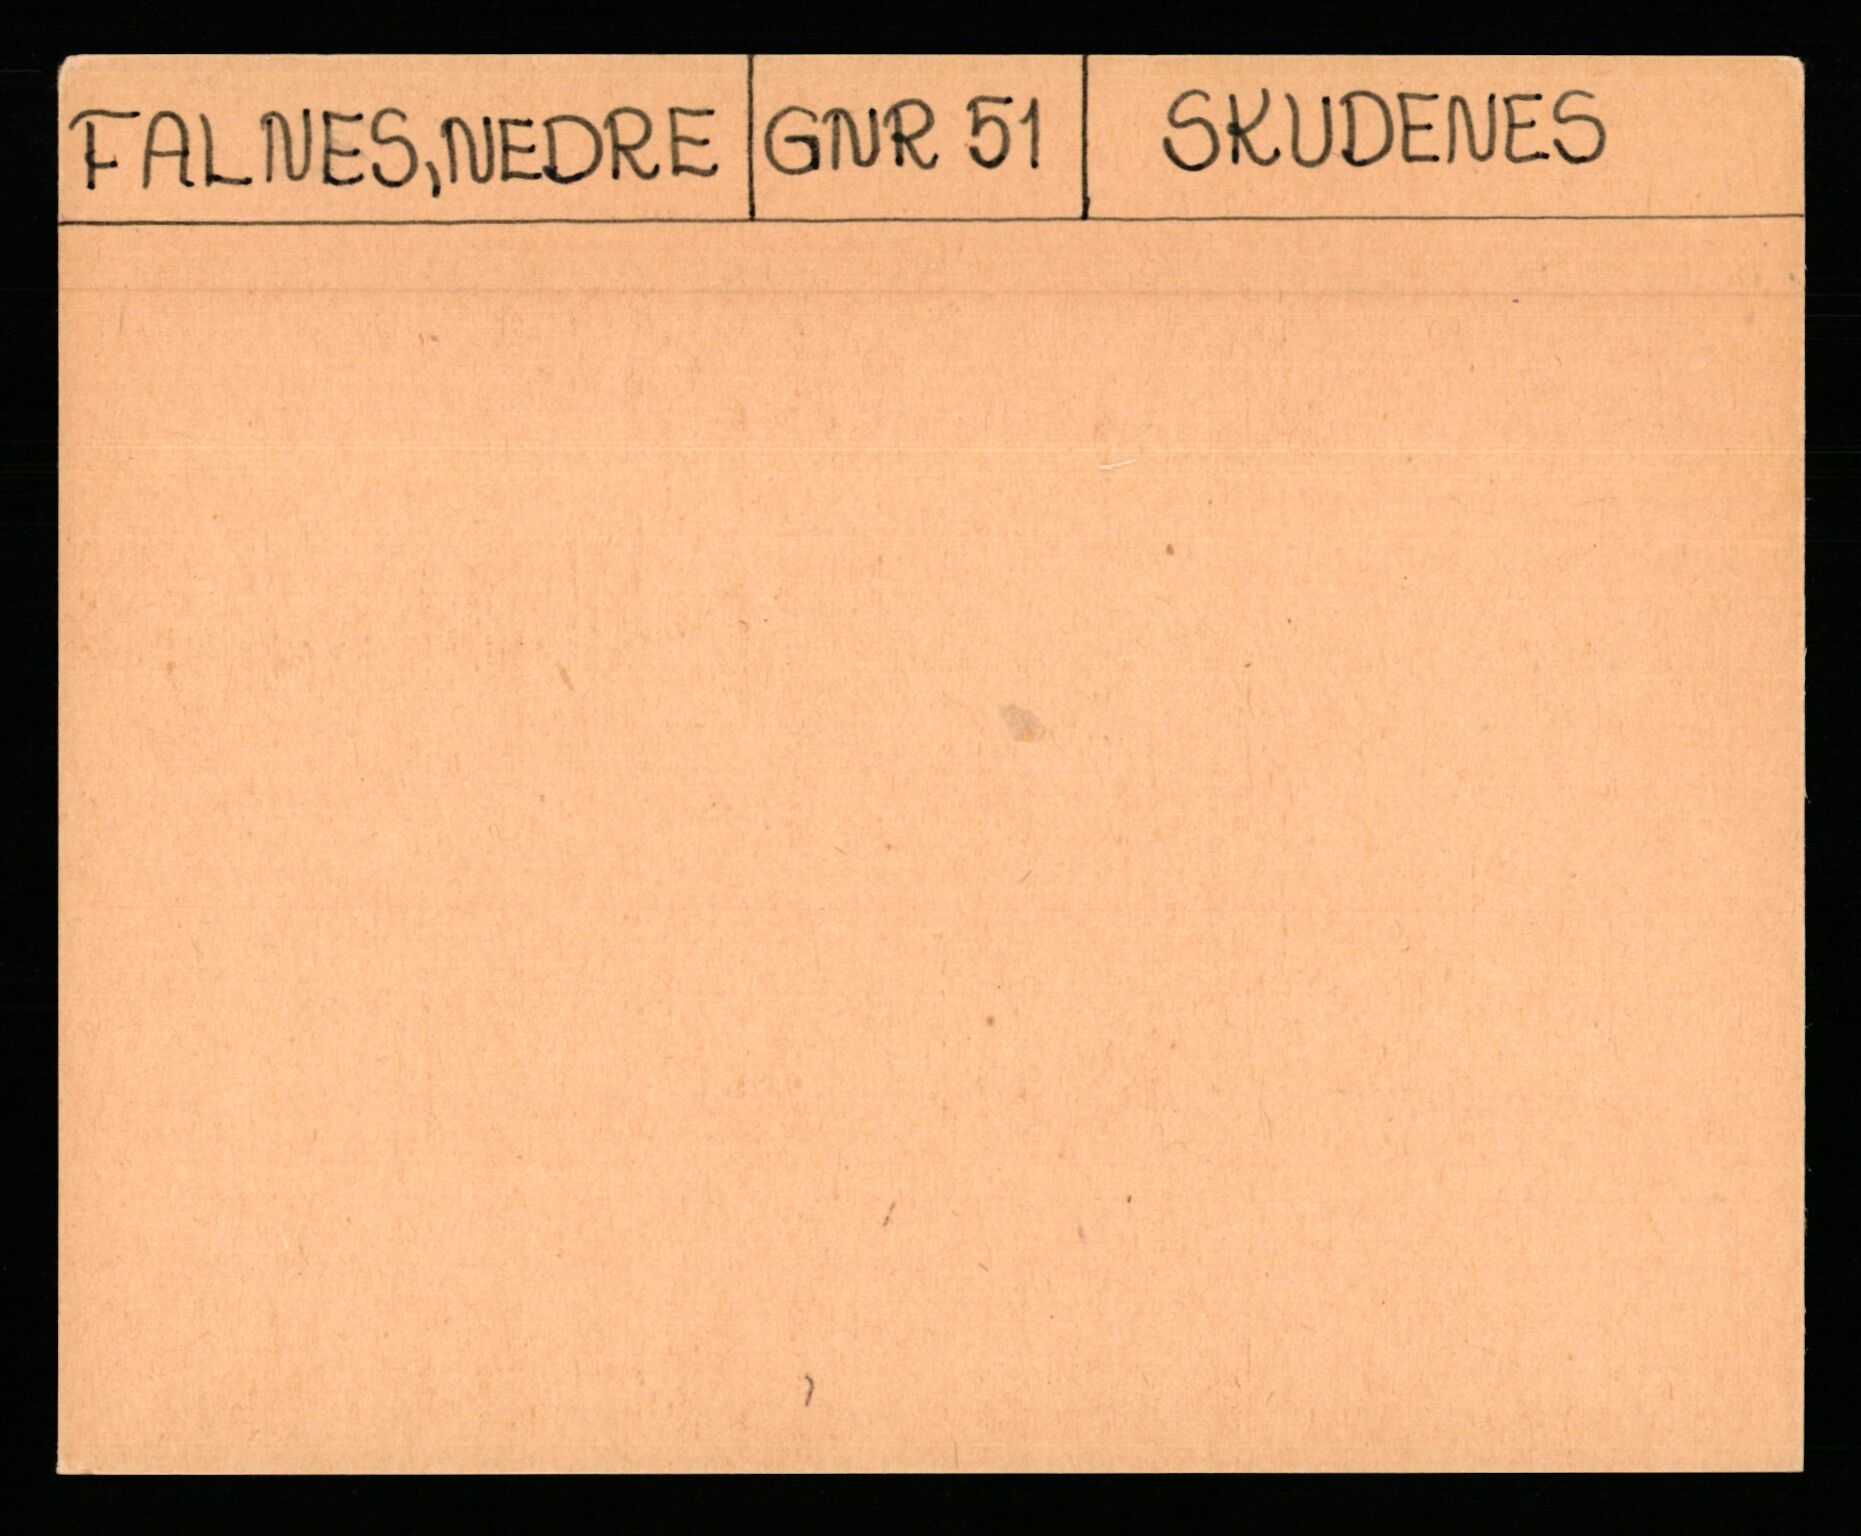 FALNES, NEDRE GNR 51 SKUDENES